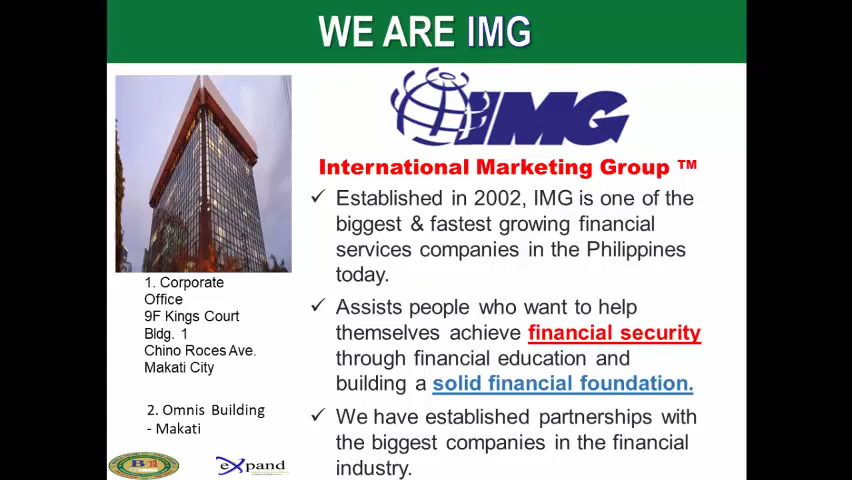 WE ARE IMG
IMG
International Marketing Group ™
✓ Established in 2002, IMG is one of the
biggest & fastest growing financial
services companies in the Philippines
today.
✓ Assists people who want to help
themselves achieve financial security
through financial education and
building a solid financial foundation.
✓ We have established partnerships with
the biggest companies in the financial
industry.
1. Corporate
Office
9F Kings Court
Bldg. 1
Chino Roces Ave.
Makati City
2. Omnis Building
- Makati
eXpand